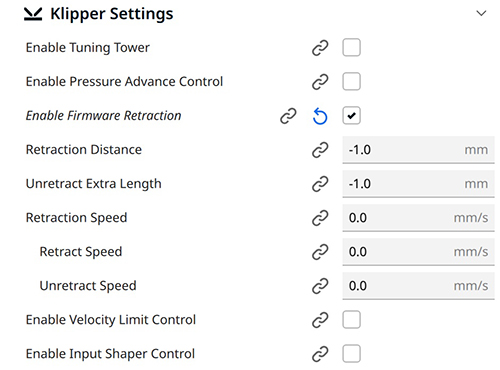 Klipper Settings
Enable Tuning Tower
Enable Pressure Advance Control
Enable Firmware Retraction
Retraction Distance -1.0 mm
Unretract Extra Length -1.0 mm
Retraction Speed 0.0 mm/s
Retract Speed 0.0 mm/s
Unretract Speed 0.0 mm/s
Enable Velocity Limit Control
Enable Input Shaper Control